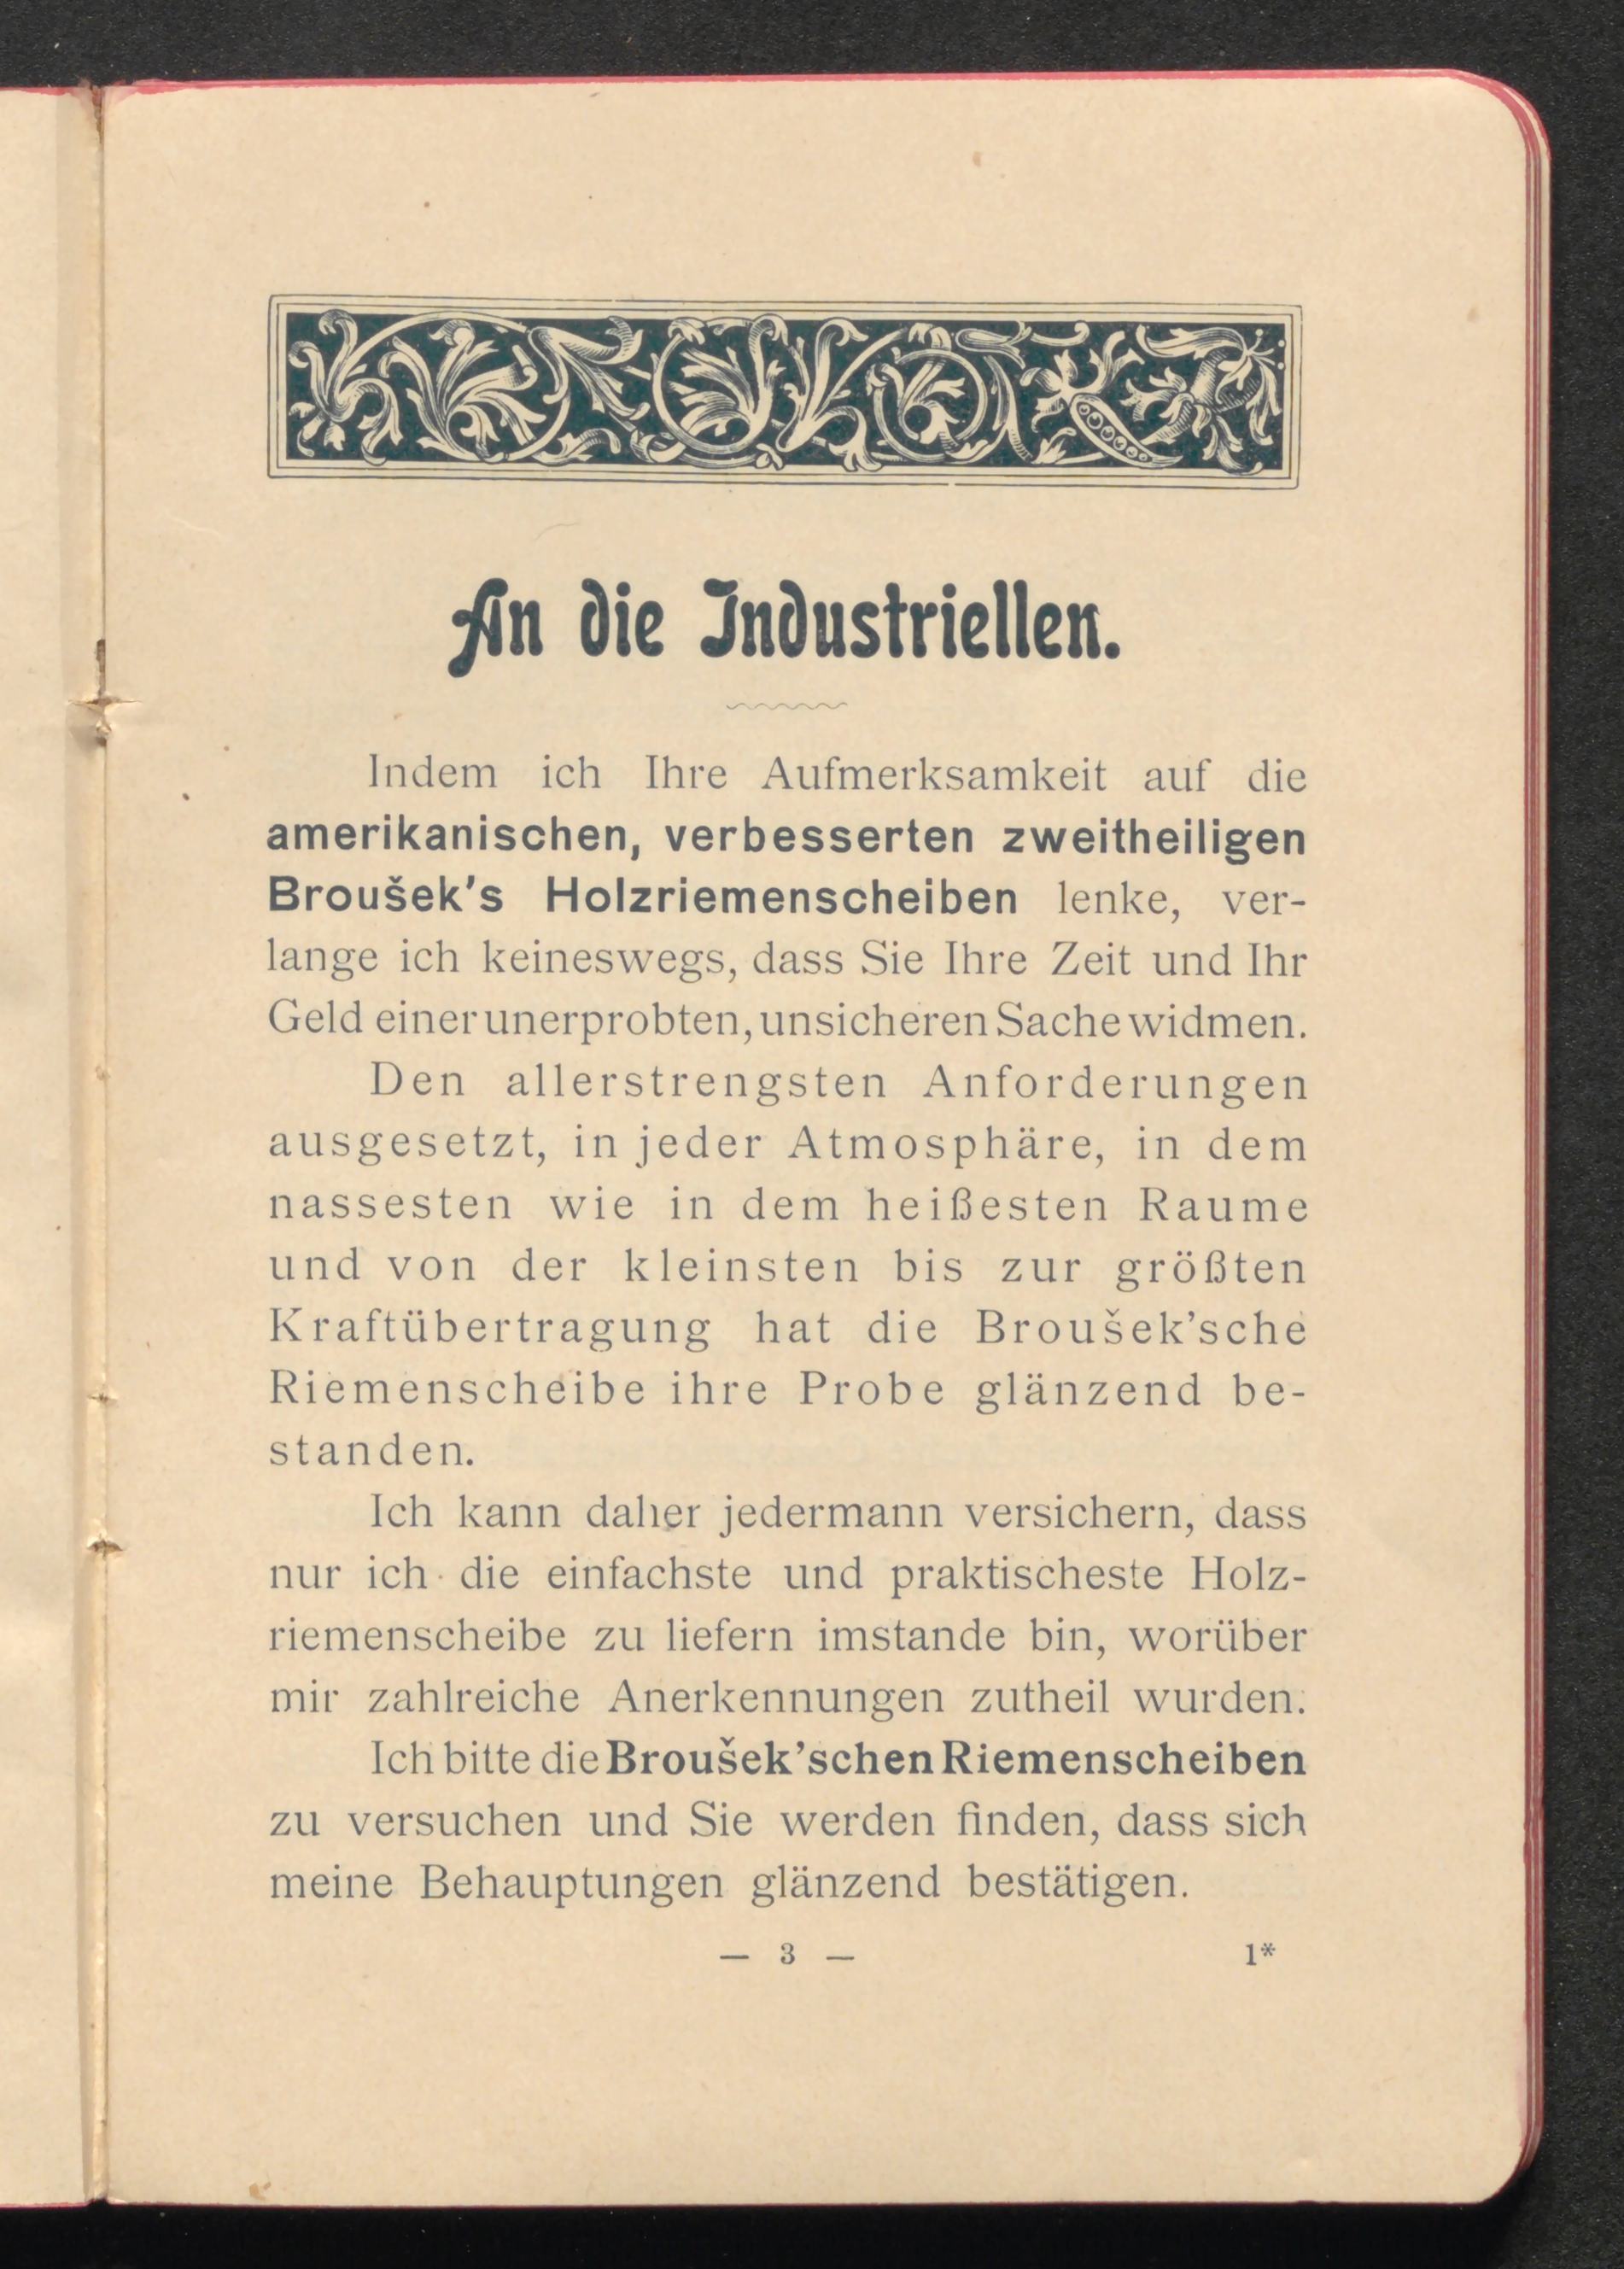 An die Industriellen.
Indem ich Ihre Aufmerksamkeit auf die
amerikanischen, verbesserten zweitheiligen
Broušek's Holzriemenscheiben lenke, ver-
lange ich keineswegs, dass Sie Ihre Zeit und Ihr
Geld einer unerprobten, unsicheren Sache widmen.
Den allerstrengsten Anforderungen
ausgesetzt, in jeder Atmosphäre, in dem
nassesten wie in dem heißesten Raume
und von der kleinsten bis zur größten
Kraftübertragung hat die Broušek'sche
Riemenscheibe ihre Probe glänzend be-
standen.
Ich kann daher jedermann versichern, dass
nur ich die einfachste und praktischeste Holz-
riemenscheibe zu liefern imstande bin, worüber
mir zahlreiche Anerkennungen zutheil wurden.
Ich bitte die Broušek'schen Riemenscheiben
zu versuchen und Sie werden finden, dass sich
meine Behauptungen glänzend bestätigen.
— 3 — 1*